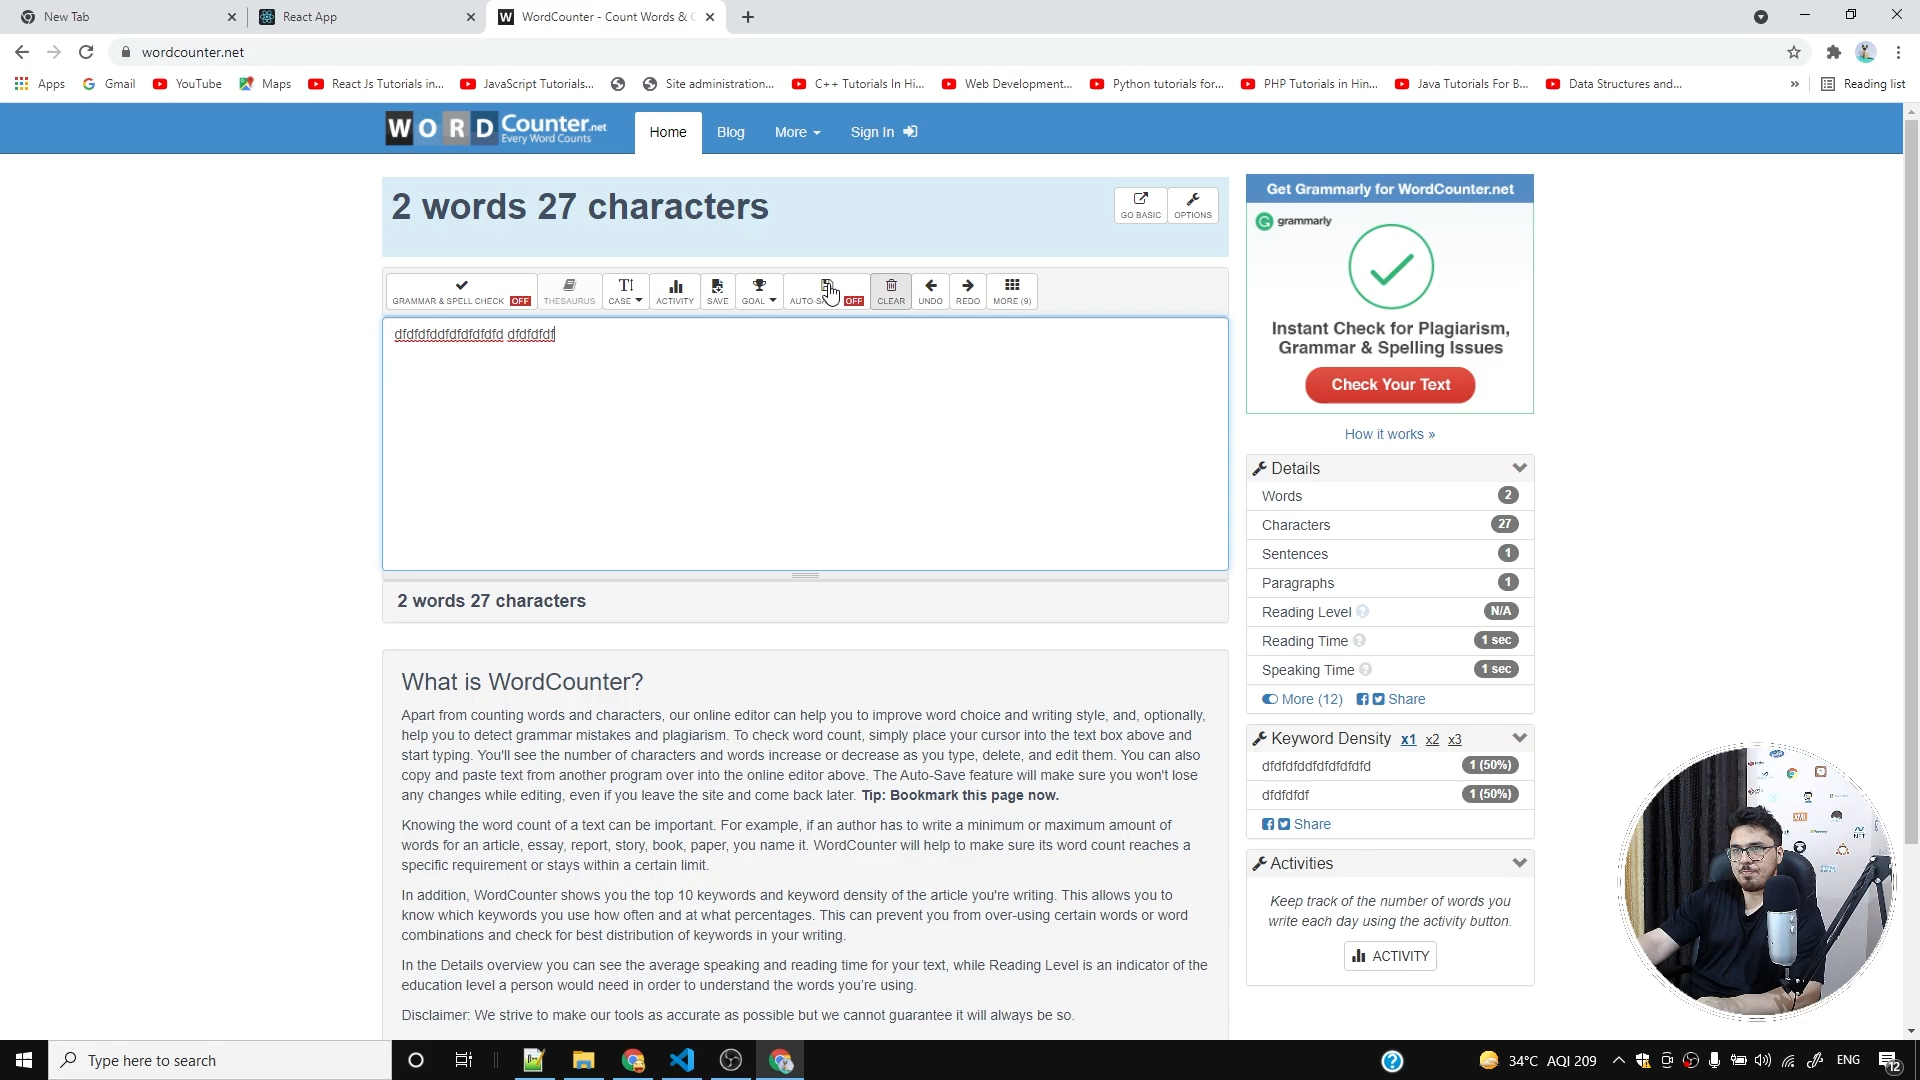 New Tab
React App
WordCounter - Count Words & C
wordcounter.net
Apps
Gmail
YouTube
Maps
React Js Tutorials in...
JavaScript Tutorials...
Site administration...
C++ Tutorials In Hi...
Web Development...
Python tutorials for...
PHP Tutorials in Hin...
Java Tutorials For B...
Data Structures and...
»
Reading list
WORD Counter.net
Every Word Counts
Home
Blog
More
Sign In
2 words 27 characters
GO BASIC
OPTIONS
GRAMMAR & SPELL CHECK OFF
THESAURUS
CASE
ACTIVITY
SAVE
GOAL
OFF
CLEAR
UNDO
REDO
MORE (9)
dfdfdfddfdfdfdfdfd dfdfdfdf
2 words 27 characters
What is WordCounter?
Apart from counting words and characters, our online editor can help you to improve word choice and writing style, and, optionally,
help you to detect grammar mistakes and plagiarism. To check word count, simply place your cursor into the text box above and
start typing. You'll see the number of characters and words increase or decrease as you type, delete, and edit them. You can also
copy and paste text from another program over into the online editor above. The Auto-Save feature will make sure you won't lose
any changes while editing, even if you leave the site and come back later. Tip: Bookmark this page now.
Knowing the word count of a text can be important. For example, if an author has to write a minimum or maximum amount of
words for an article, essay, report, story, book, paper, you name it. WordCounter will help to make sure its word count reaches a
specific requirement or stays within a certain limit.
In addition, WordCounter shows you the top 10 keywords and keyword density of the article you're writing. This allows you to
know which keywords you use how often and at what percentages. This can prevent you from over-using certain words or word
combinations and check for best distribution of keywords in your writing.
In the Details overview you can see the average speaking and reading time for your text, while Reading Level is an indicator of the
education level a person would need in order to understand the words you're using.
Disclaimer: We strive to make our tools as accurate as possible but we cannot guarantee it will always be so.
Get Grammarly for WordCounter.net
grammarly
Instant Check for Plagiarism,
Grammar & Spelling Issues
Check Your Text
How it works »
Details
Words 2
Characters 27
Sentences 1
Paragraphs 1
Reading Level N/A
Reading Time 1 sec
Speaking Time 1 sec
More (12) Share
Keyword Density x1 x2 x3
dfdfdfddfdfdfdfdfd 1 (50%)
dfdfdfdf 1 (50%)
Share
Activities
Keep track of the number of words you
write each day using the activity button.
ACTIVITY
Type here to search
34°C AQI 209
ENG
12